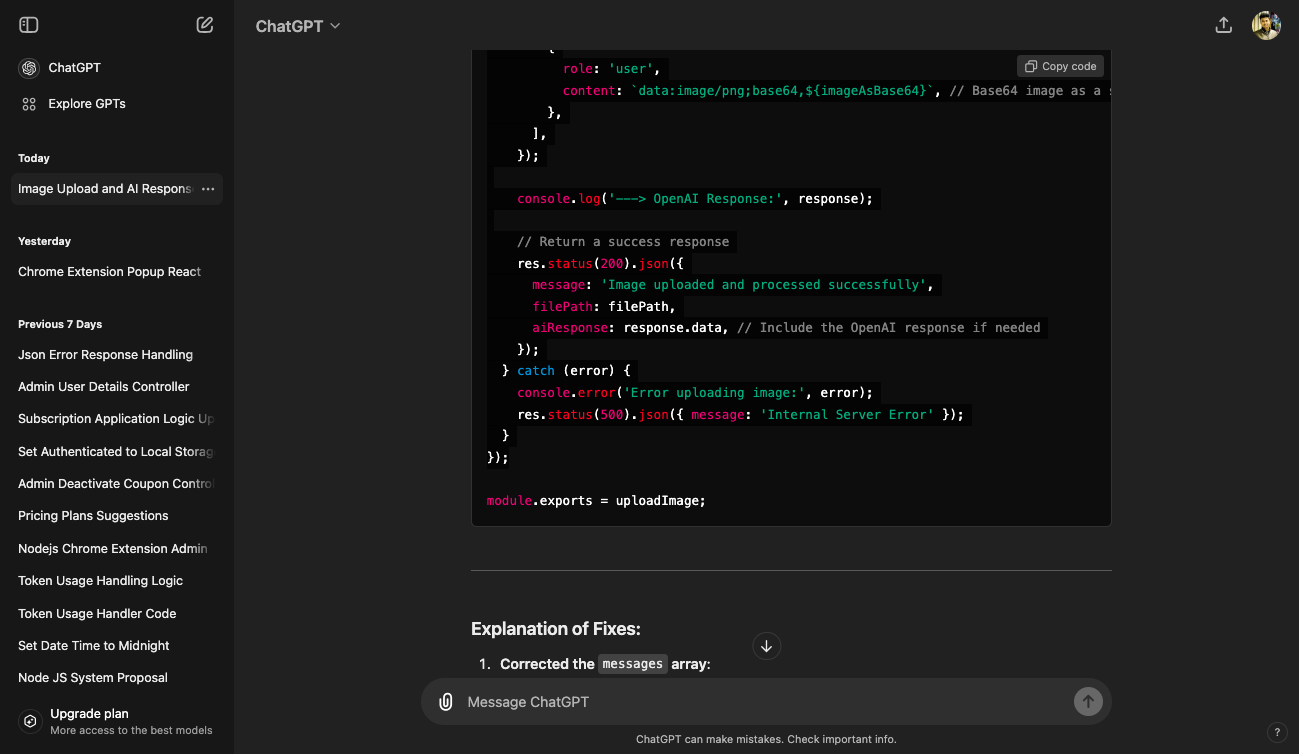 ChatGPT
Explore GPTs
Today
Image Upload and AI Respons
Yesterday
Chrome Extension Popup React
Previous 7 Days
Json Error Response Handling
Admin User Details Controller
Subscription Application Logic Up
Set Authenticated to Local Storag
Admin Deactivate Coupon Contro
Pricing Plans Suggestions
Nodejs Chrome Extension Admin
Token Usage Handling Logic
Token Usage Handler Code
Set Date Time to Midnight
Node JS System Proposal
Upgrade plan
More access to the best models
ChatGPT
Copy code
{
role: 'user',
content: `data:image/png;base64,${imageAsBase64}`, // Base64 image as a s
},
],
});
console.log('---> OpenAI Response:', response);
// Return a success response
res.status(200).json({
message: 'Image uploaded and processed successfully',
filePath: filePath,
aiResponse: response.data, // Include the OpenAI response if needed
});
} catch (error) {
console.error('Error uploading image:', error);
res.status(500).json({ message: 'Internal Server Error' });
}
});
module.exports = uploadImage;
Explanation of Fixes:
1. Corrected the messages array:
Message ChatGPT
ChatGPT can make mistakes. Check important info.
?